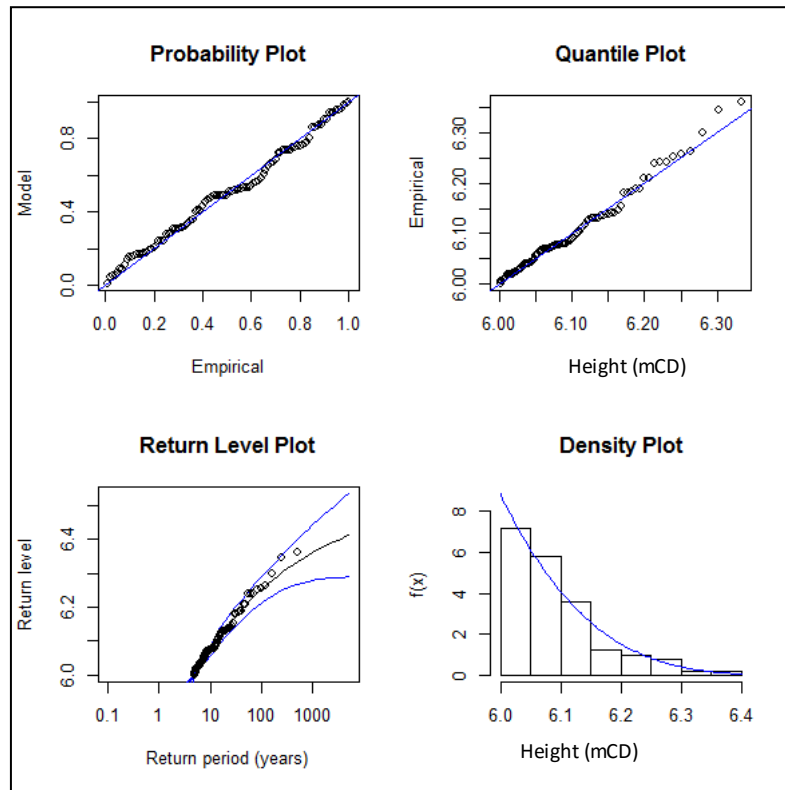 Probability Plot
Model
0.0 0.4 0.8
0.0 0.2 0.4 0.6 0.8 1.0
Empirical
Quantile Plot
Empirical
6.00 6.10 6.20 6.30
6.00 6.10 6.20 6.30
Height (mCD)
Return Level Plot
Return level
6.0 6.2 6.4
0.1 1 10 100 1000
Return period (years)
Density Plot
f(x)
0 2 4 6 8
6.0 6.1 6.2 6.3 6.4
Height (mCD)